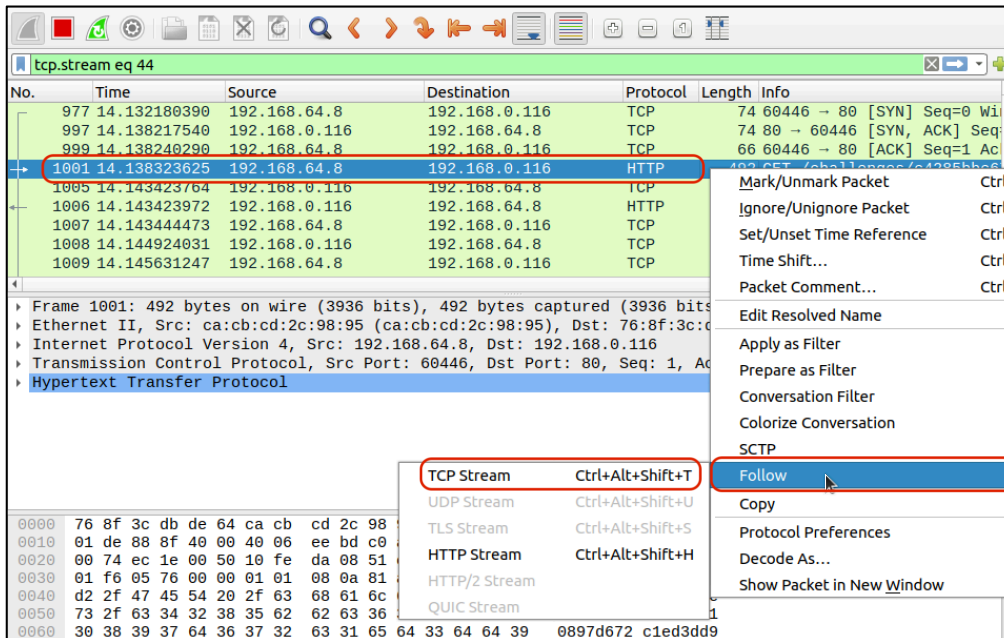 tcp.stream eq 44
No. Time Source Destination Protocol Length Info
977 14.132180390 192.168.64.8 192.168.0.116 TCP 74 60446 → 80 [SYN] Seq=0
997 14.138217540 192.168.0.116 192.168.64.8 TCP 74 80 → 60446 [SYN, ACK]
999 14.138240290 192.168.64.8 192.168.0.116 TCP 66 60446 → 80 [ACK] Seq=1
1001 14.138323625 192.168.64.8 192.168.0.116 HTTP
1005 14.143423764 192.168.0.116 192.168.64.8 TCP
1006 14.143423972 192.168.0.116 192.168.64.8 HTTP
1007 14.143444473 192.168.64.8 192.168.0.116 TCP
1008 14.144924031 192.168.0.116 192.168.64.8 TCP
1009 14.145631247 192.168.64.8 192.168.0.116 TCP
Mark/Unmark Packet
Ignore/Unignore Packet
Set/Unset Time Reference
Time Shift…
Packet Comment…
Edit Resolved Name
Apply as Filter
Prepare as Filter
Conversation Filter
Colorize Conversation
SCTP
Follow
Copy
Protocol Preferences
Decode As…
Show Packet in New Window
Frame 1001: 492 bytes on wire (3936 bits), 492 bytes captured (3936 bits
Ethernet II, Src: ca:cb:cd:2c:98:95 (ca:cb:cd:2c:98:95), Dst: 76:8f:3c:
Internet Protocol Version 4, Src: 192.168.64.8, Dst: 192.168.0.116
Transmission Control Protocol, Src Port: 60446, Dst Port: 80, Seq: 1,
Hypertext Transfer Protocol
TCP Stream Ctrl+Alt+Shift+T
UDP Stream Ctrl+Alt+Shift+U
TLS Stream Ctrl+Alt+Shift+S
HTTP Stream Ctrl+Alt+Shift+H
HTTP/2 Stream
QUIC Stream
0000 76 8f 3c db de 64 ca cb cd 2c 98
0010 01 de 88 8f 40 00 40 06 ee bd c0
0020 00 74 ec 1e 00 50 10 fe da 08 51
0030 01 f6 05 76 00 00 01 01 08 0a 81
0040 d2 2f 47 45 54 20 2f 63 68 61 6c
0050 73 2f 63 34 32 38 35 62 62 63 36
0060 30 38 39 37 64 36 37 32 63 31 65 64 33 64 64 39 0897d672 c1ed3dd9